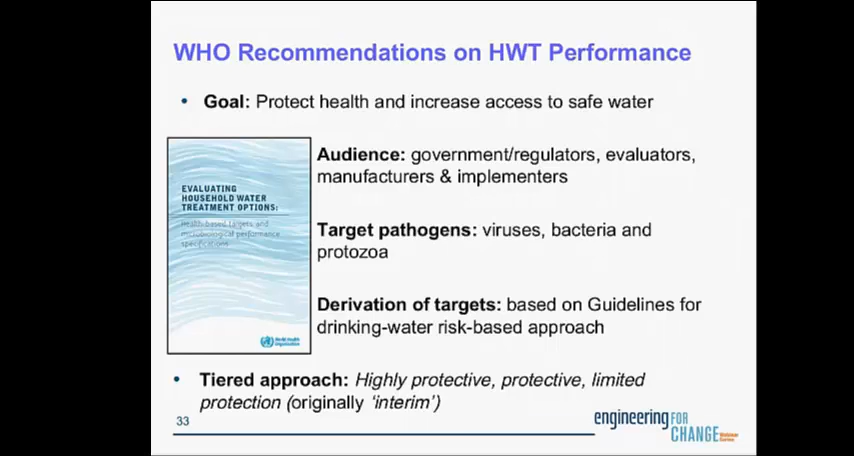 WHO Recommendations on HWT Performance
• Goal: Protect health and increase access to safe water
EVALUATING
HOUSEHOLD WATER
TREATMENT OPTIONS:
Health-based targets and
microbiological performance
specifications
World Health
Organization
Audience: government/regulators, evaluators,
manufacturers & implementers
Target pathogens: viruses, bacteria and
protozoa
Derivation of targets: based on Guidelines for
drinking-water risk-based approach
• Tiered approach: Highly protective, protective, limited
protection (originally ‘interim’)
33
engineering FOR
CHANGE Webinar
Series